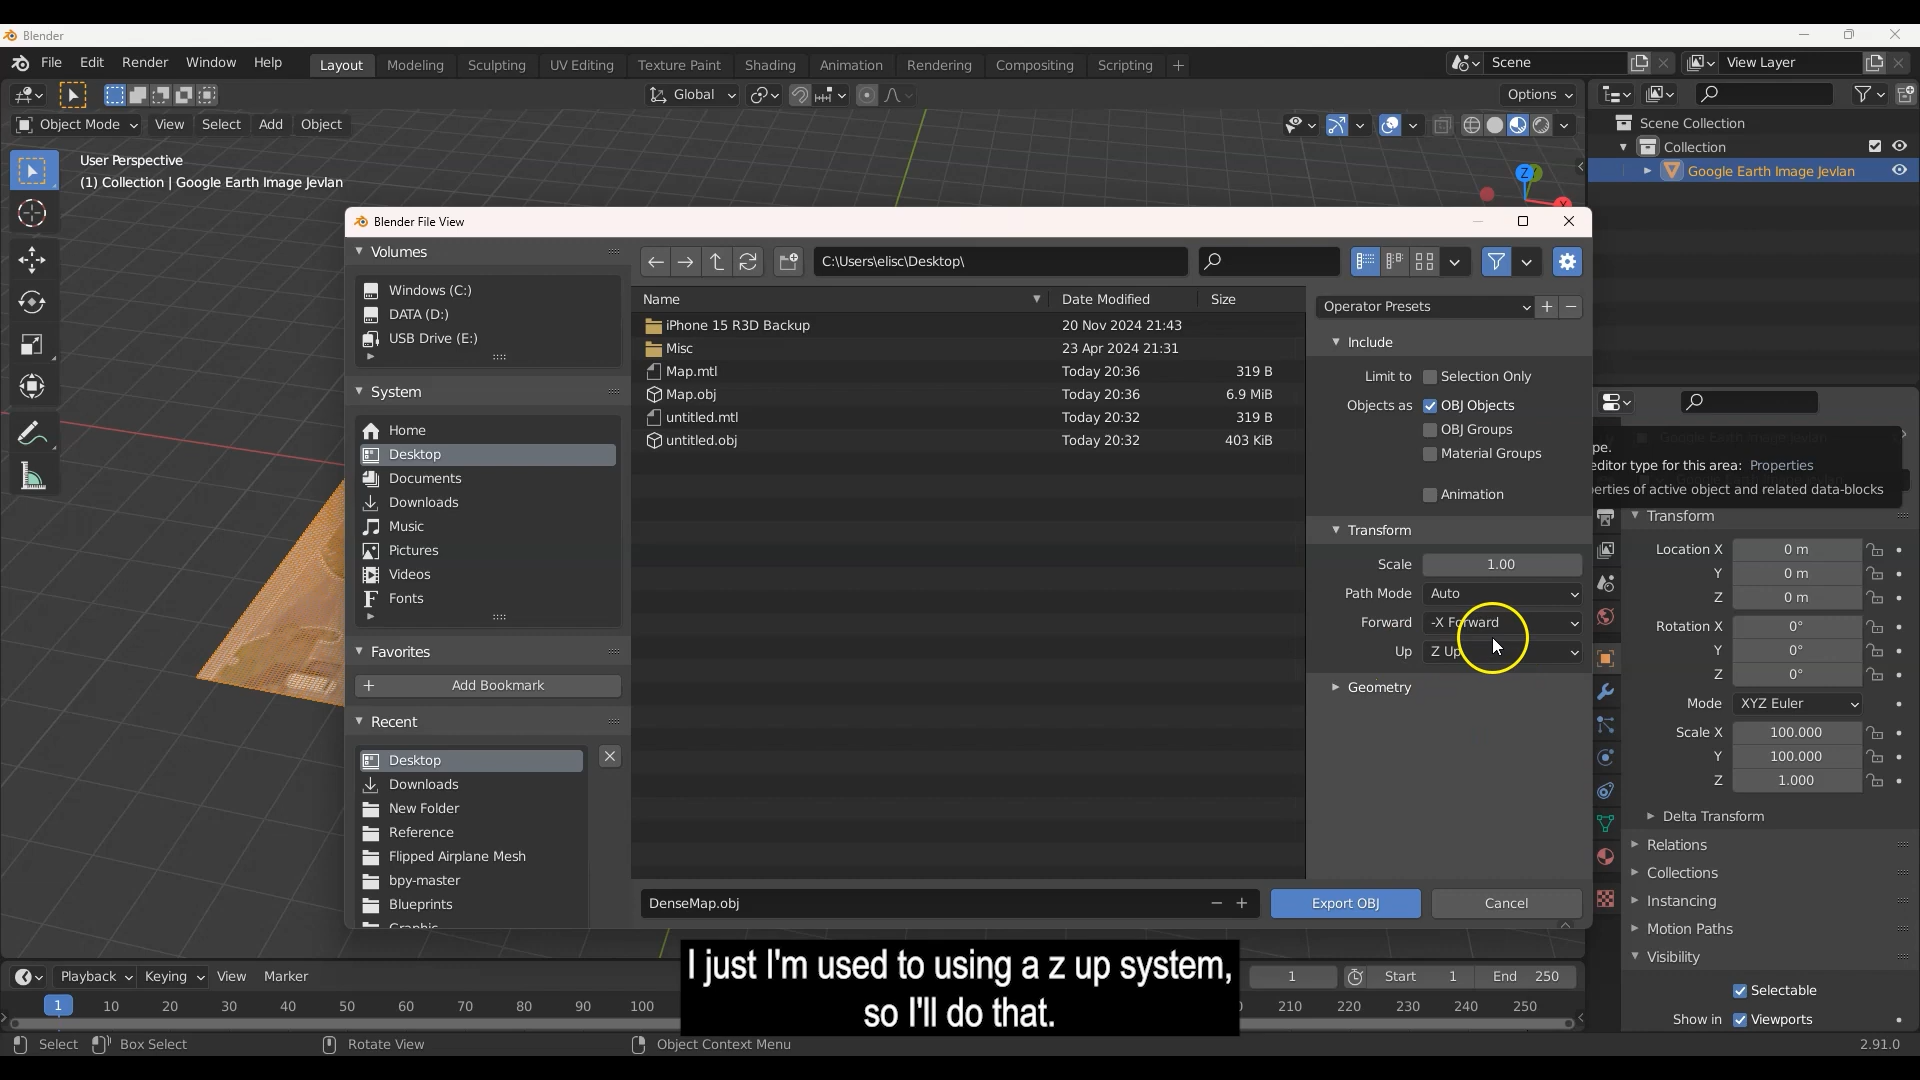 Blender
File Edit Render Window Help
Layout Modeling Sculpting UV Editing Texture Paint Shading Animation Rendering Compositing Scripting +
Scene
View Layer
Global
Options
Object Mode View Select Add Object
User Perspective
(1) Collection | Google Earth Image Jevlan
Z
X
Scene Collection
Collection
Google Earth Image Jevlan
Blender File View
Volumes
Windows (C:)
DATA (D:)
USB Drive (E:)
System
Home
Desktop
Documents
Downloads
Music
Pictures
Videos
Fonts
Favorites
+ Add Bookmark
Recent
Desktop
Downloads
New Folder
Reference
Flipped Airplane Mesh
bpy-master
Blueprints
C:\Users\elisc\Desktop\
Name Date Modified Size
iPhone 15 R3D Backup 20 Nov 2024 21:43
Misc 23 Apr 2024 21:31
Map.mtl Today 20:36 319 B
Map.obj Today 20:36 6.9 MiB
untitled.mtl Today 20:32 319 B
untitled.obj Today 20:32 403 KiB
Operator Presets
Include
Limit to Selection Only
Objects as OBJ Objects
OBJ Groups
Material Groups
Animation
Transform
Scale 1.00
Path Mode Auto
Forward -X Forward
Up Z Up
Geometry
DenseMap.obj
Export OBJ
Cancel
pe.
editor type for this area: Properties
erties of active object and related data-blocks
Transform
Location X 0 m
Y 0 m
Z 0 m
Rotation X 0°
Y 0°
Z 0°
Mode XYZ Euler
Scale X 100.000
Y 100.000
Z 1.000
Delta Transform
Relations
Collections
Instancing
Motion Paths
Visibility
Selectable
Show in Viewports
I just I'm used to using a z up system,
so I'll do that.
Playback Keying View Marker
1 Start 1 End 250
1 10 20 30 40 50 60 70 80 90 100 210 220 230 240 250
Select Box Select Rotate View Object Context Menu
2.91.0